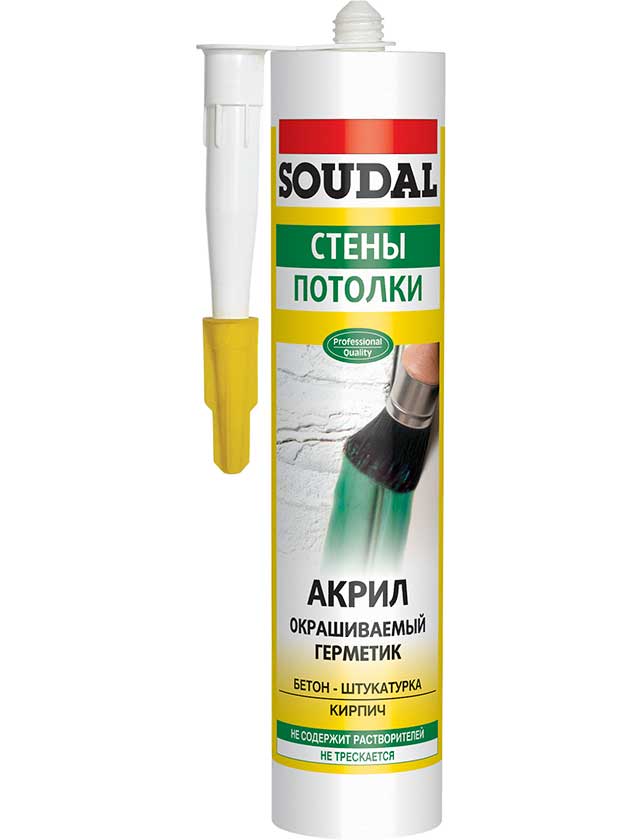 SOUDAL
СТЕНЫ
ПОТОЛКИ
Professional
Quality
АКРИЛ
ОКРАШИВАЕМЫЙ
ГЕРМЕТИК
БЕТОН - ШТУКАТУРКА
КИРПИЧ
НЕ СОДЕРЖИТ РАСТВОРИТЕЛЕЙ
НЕ ТРЕСКАЕТСЯ